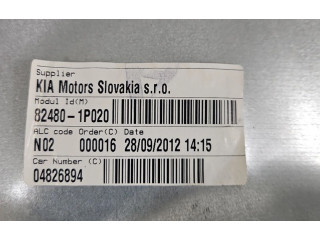 Supplier
KIA Motors Slovakia s.r.o.
Modul Id(M)
82480-1P020
ALC code Order(C) Date
N02 000016 28/09/2012 14:15
Car Number (C)
04826894